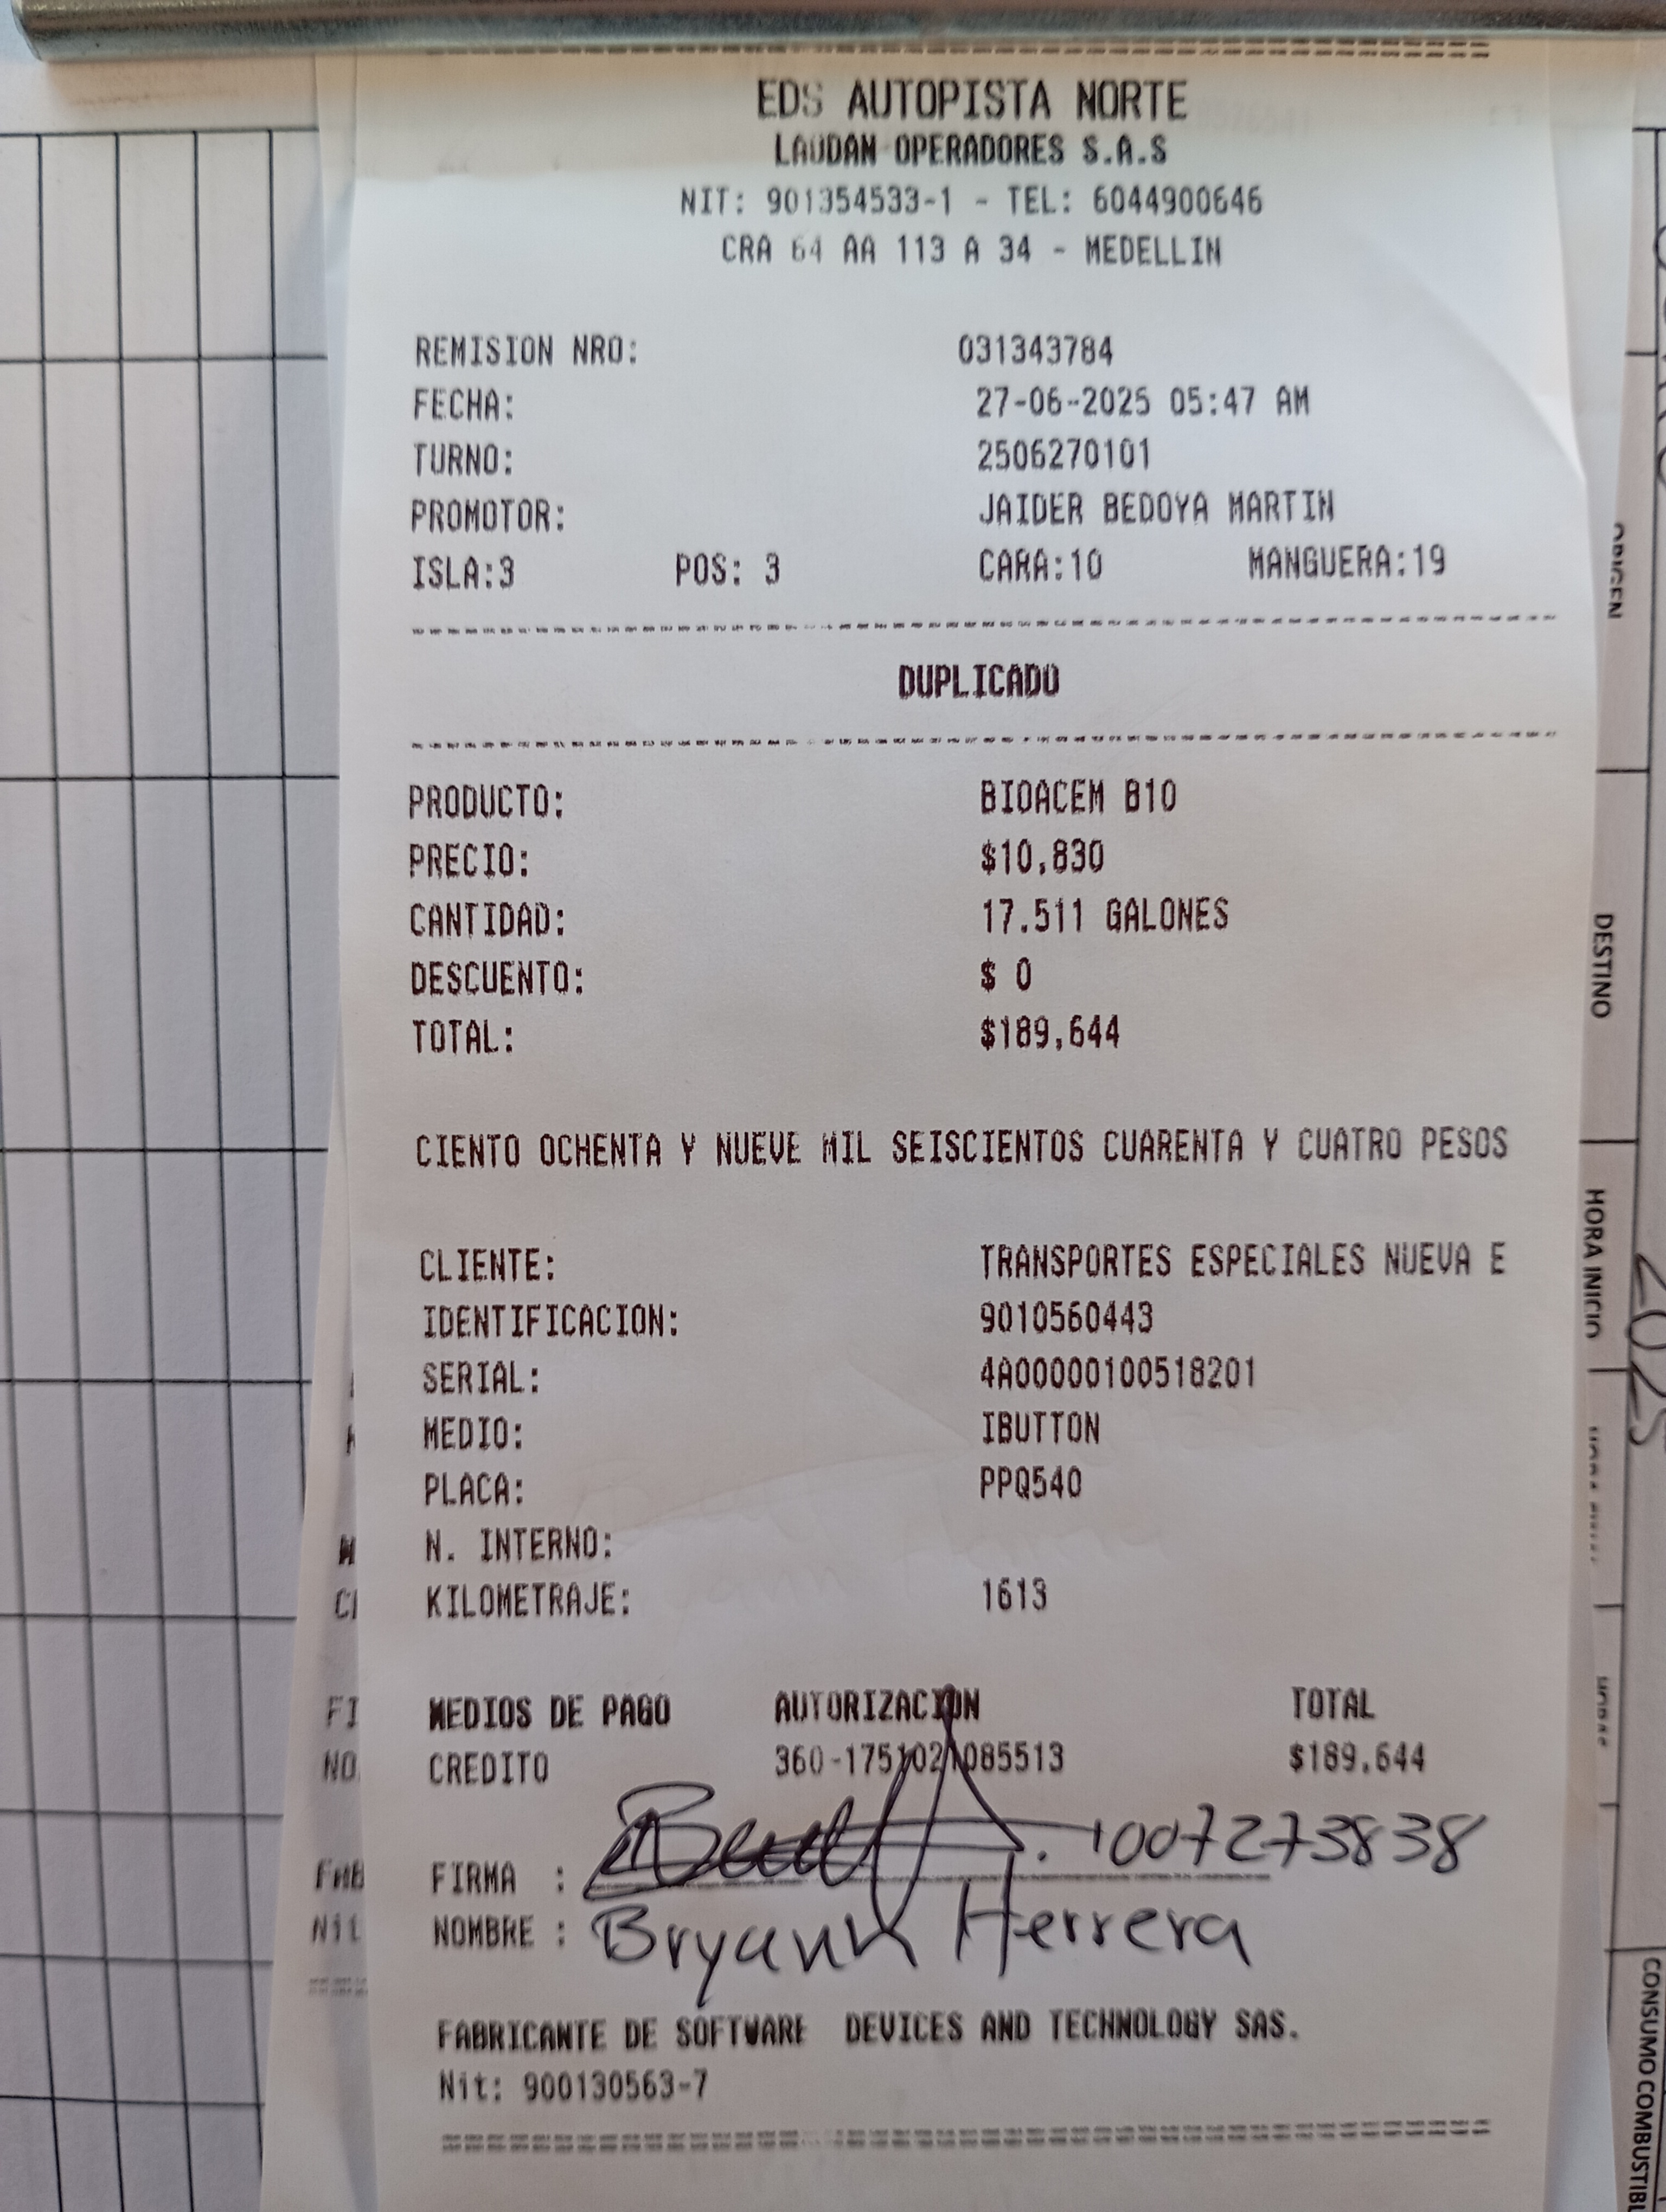 EDS AUTOPISTA NORTE
LAUDAN OPERADORES S.A.S
NIT: 901354533-1 - TEL: 6044900646
CRA 64 AA 113 A 34 - MEDELLIN
REMISION NRO: 031343784
FECHA: 27-06-2025 05:47 AM
TURNO: 2506270101
PROMOTOR: JAIDER BEDOYA MARTIN
ISLA:3 POS: 3 CARA:10 MANGUERA:19
DUPLICADO
PRODUCTO: BIOACEM B10
PRECIO: $10,830
CANTIDAD: 17.511 GALONES
DESCUENTO: $ 0
TOTAL: $189,644
CIENTO OCHENTA Y NUEVE MIL SEISCIENTOS CUARENTA Y CUATRO PESOS
CLIENTE: TRANSPORTES ESPECIALES NUEVA E
IDENTIFICACION: 9010560443
SERIAL: 4A00000100518201
MEDIO: IBUTTON
PLACA: PPQ540
N. INTERNO:
KILOMETRAJE: 1613
MEDIOS DE PAGO AUTORIZACION TOTAL
CREDITO 360-1751021085513 $189,644
FIRMA : 1007273838
NOMBRE : Bryann Herrera
FABRICANTE DE SOFTWARE DEVICES AND TECHNOLOGY SAS.
Nit: 900130563-7
ORIGEN
DESTINO
HORA INICIO
2025
CONSUMO COMBUSTIBL